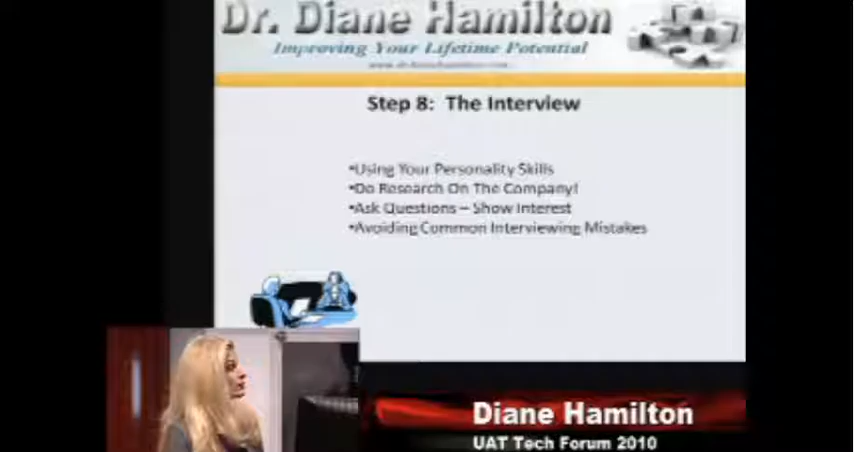 Dr. Diane Hamilton
Improving Your Lifetime Potential
Step 8: The Interview
•Using Your Personality Skills
•Do Research On The Company!
•Ask Questions – Show Interest
•Avoiding Common Interviewing Mistakes
Diane Hamilton
UAT Tech Forum 2010